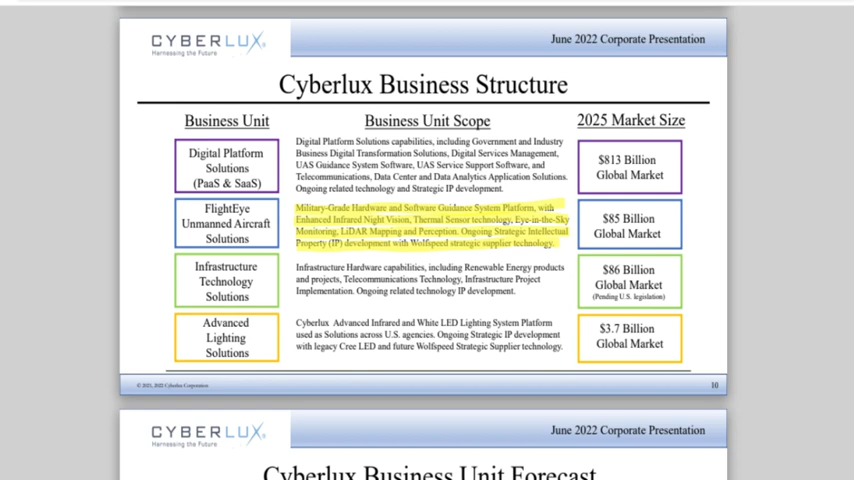 CYBERLUX
Harnessing the Future
June 2022 Corporate Presentation
Cyberlux Business Structure
Business Unit
Business Unit Scope
2025 Market Size
Digital Platform
Solutions
(PaaS & SaaS)
Digital Platform Solutions capabilities, including Government and Industry
Business Digital Transformation Solutions, Digital Services Management,
UAS Guidance System Software, UAS Service Support Software, and
Telecommunications, Data Center and Data Analytics Application Solutions.
Ongoing related technology and Strategic IP development.
$813 Billion
Global Market
FlightEye
Unmanned Aircraft
Solutions
Military-Grade Hardware and Software Guidance System Platform, with
Enhanced Infrared Night Vision, Thermal Sensor technology, Eye-in-the-Sky
Monitoring, LiDAR Mapping and Perception. Ongoing Strategic Intellectual
Property (IP) development with Wolfspeed strategic supplier technology.
$85 Billion
Global Market
Infrastructure
Technology
Solutions
Infrastructure Hardware capabilities, including Renewable Energy products
and projects, Telecommunications Technology, Infrastructure Project
Implementation. Ongoing related technology IP development.
$86 Billion
Global Market
(Pending U.S. legislation)
Advanced
Lighting
Solutions
Cyberlux Advanced Infrared and White LED Lighting System Platform
used as Solutions across U.S. agencies. Ongoing Strategic IP development
with legacy Cree LED and future Wolfspeed Strategic Supplier technology.
$3.7 Billion
Global Market
© 2021, 2022 Cyberlux Corporation
10
CYBERLUX
Harnessing the Future
June 2022 Corporate Presentation
Cyberlux Business Unit Forecast